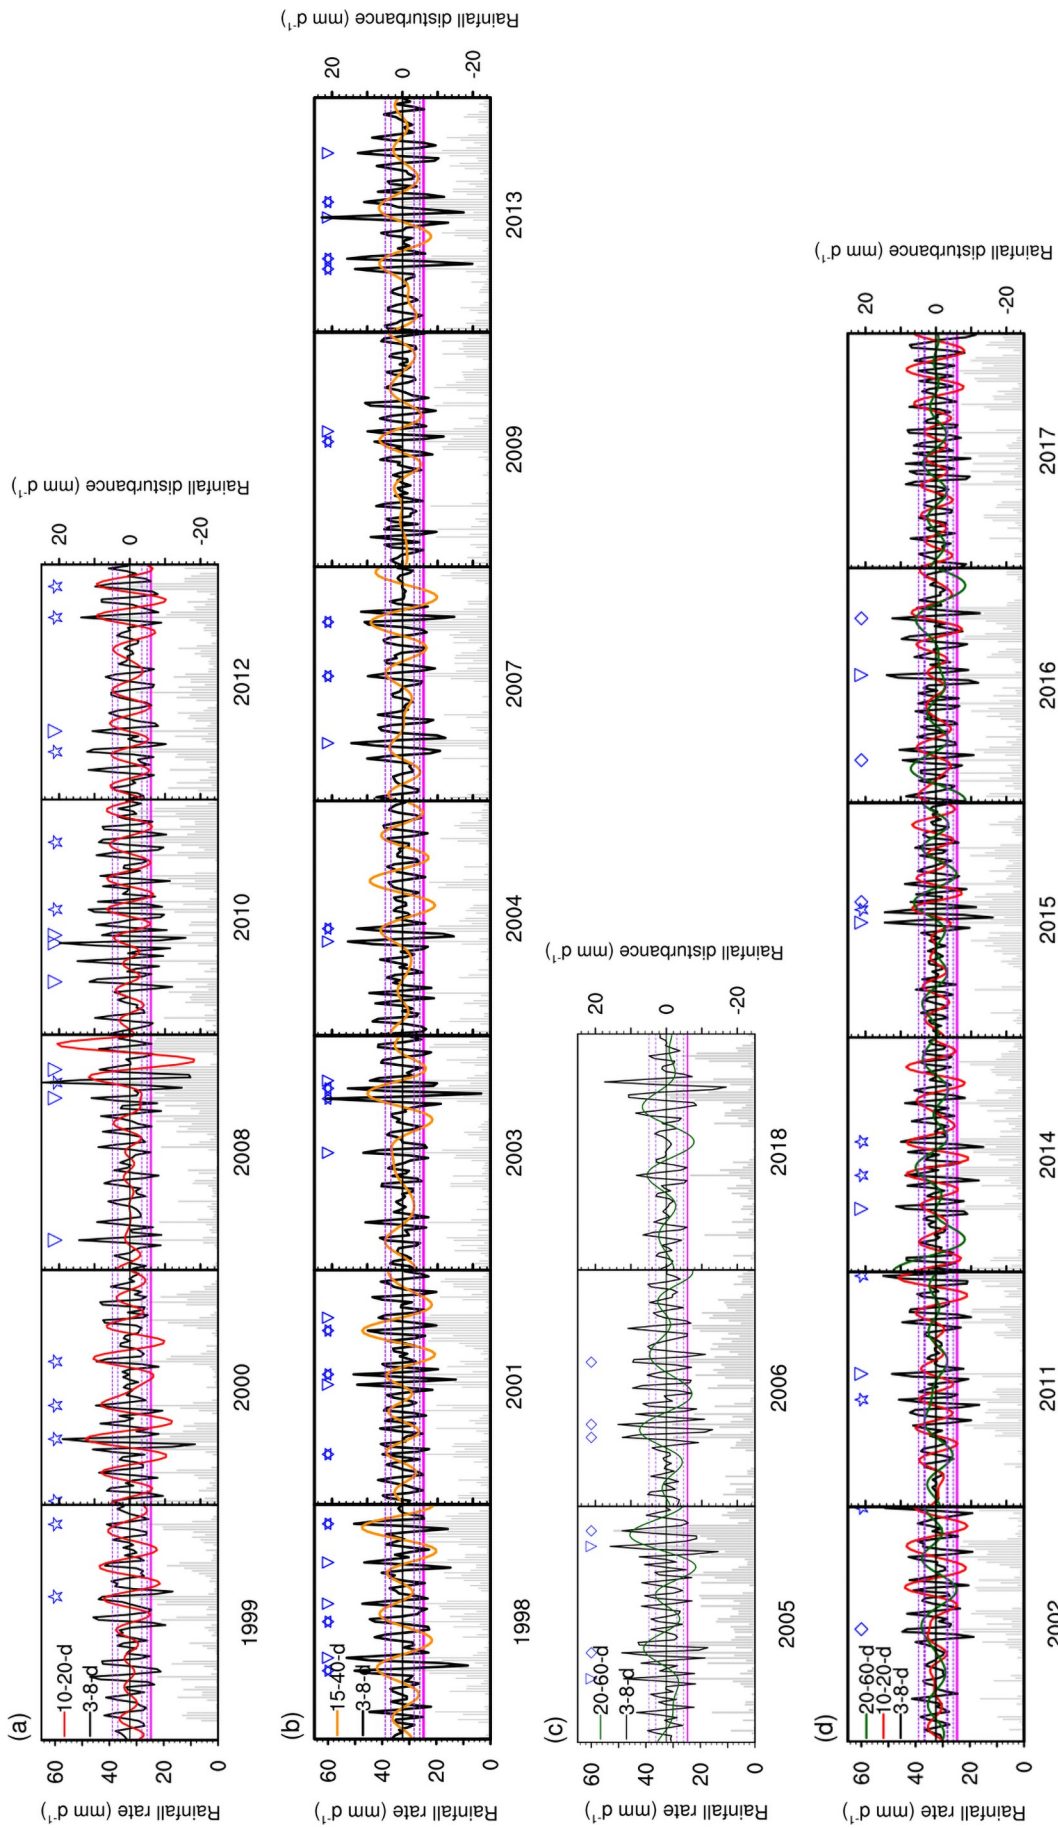 (a)
10-20-d
3-8-d
Rainfall rate (mm d⁻¹)
60
40
20
0
Rainfall disturbance (mm d⁻¹)
20
0
-20
1999
2000
2008
2010
2012
(b)
15-40-d
3-8-d
Rainfall rate (mm d⁻¹)
60
40
20
0
Rainfall disturbance (mm d⁻¹)
20
0
-20
1998
2001
2003
2004
2007
2009
2013
(c)
20-60-d
3-8-d
Rainfall rate (mm d⁻¹)
60
40
20
0
Rainfall disturbance (mm d⁻¹)
20
0
-20
2005
2006
2018
(d)
20-60-d
10-20-d
3-8-d
Rainfall rate (mm d⁻¹)
60
40
20
0
Rainfall disturbance (mm d⁻¹)
20
0
-20
2002
2011
2014
2015
2016
2017